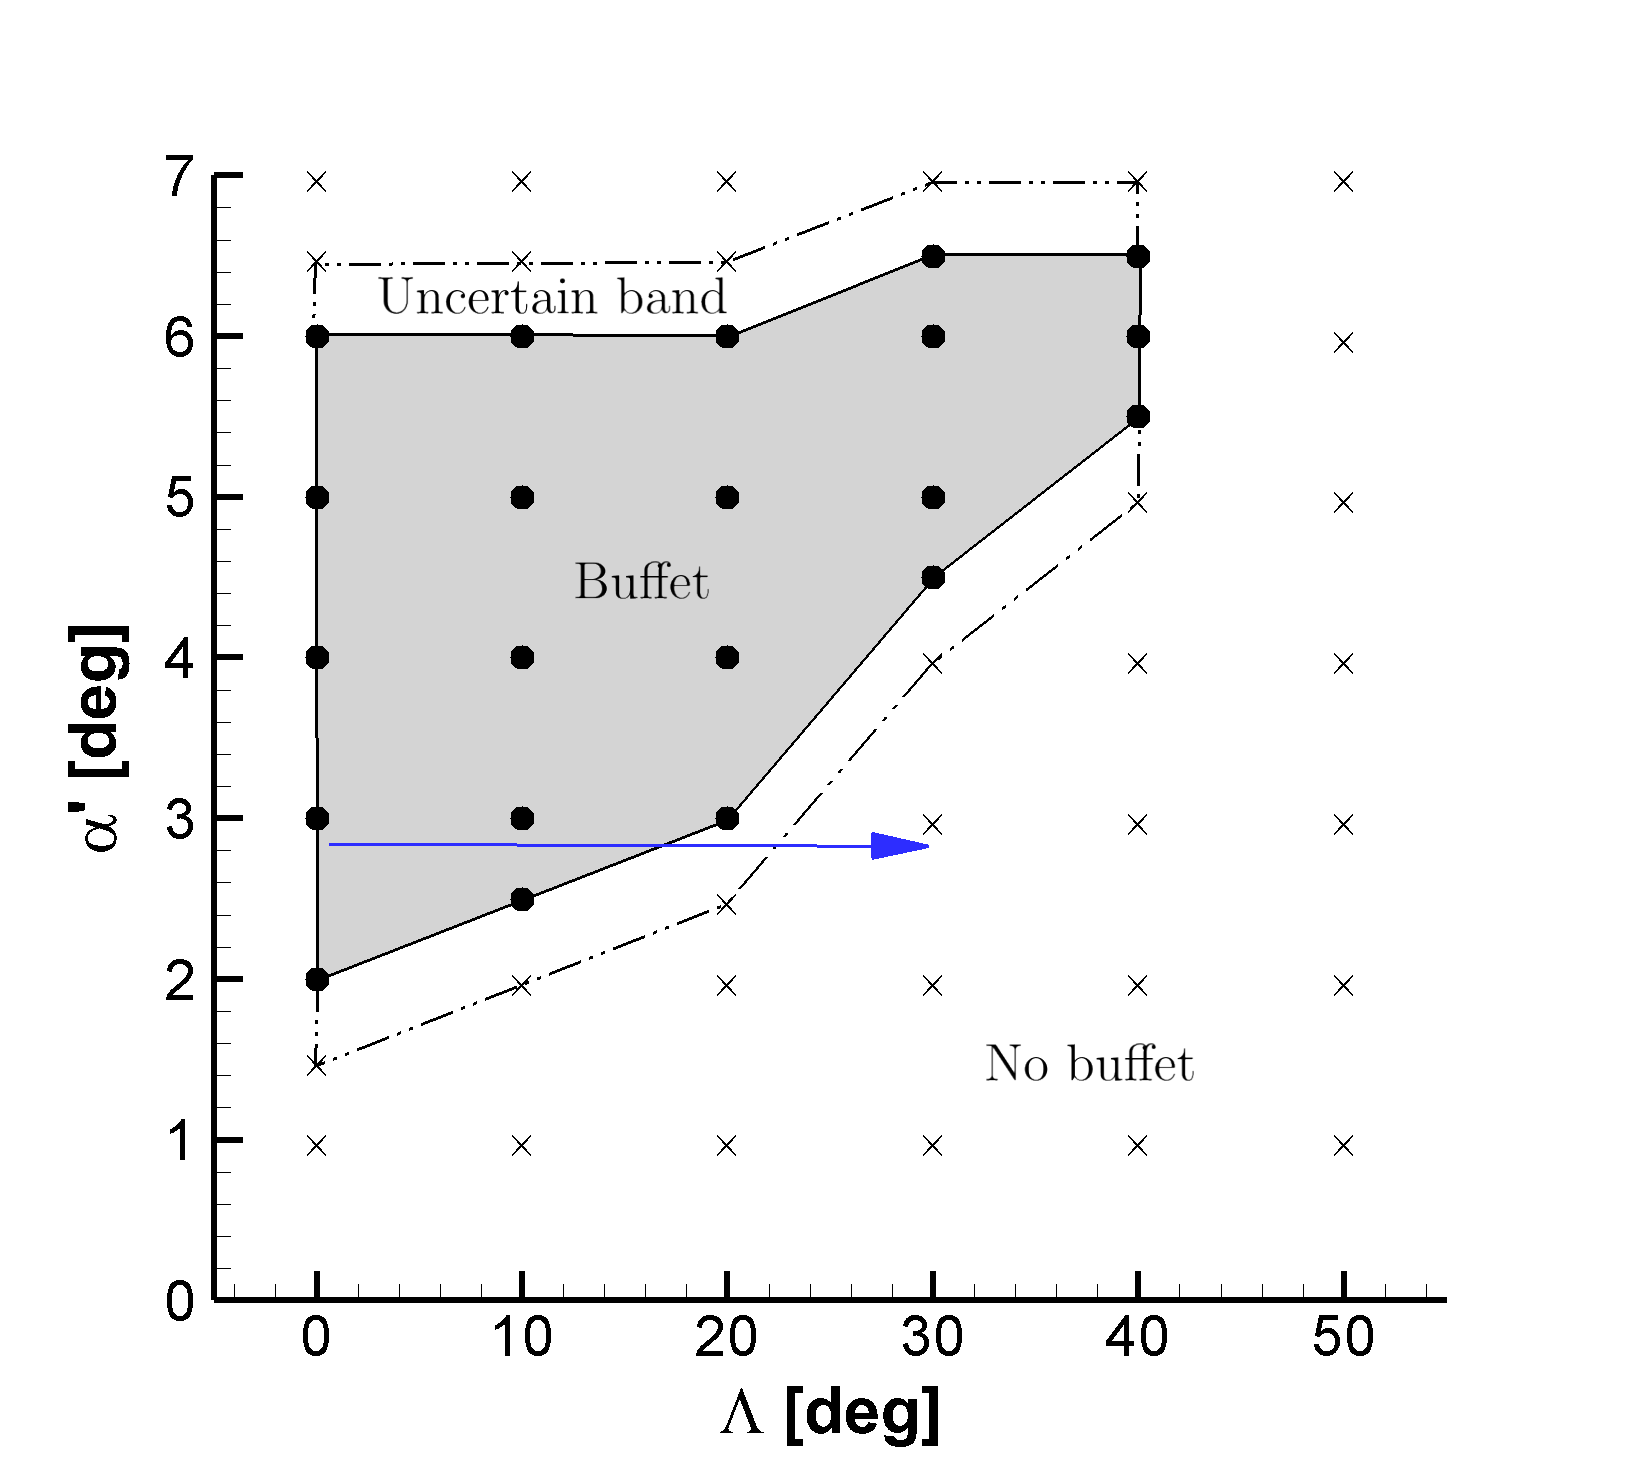 7
Uncertain band
6
5
Buffet
4
α' [deg]
3
2
No buffet
1
0
0 10 20 30 40 50
Λ [deg]